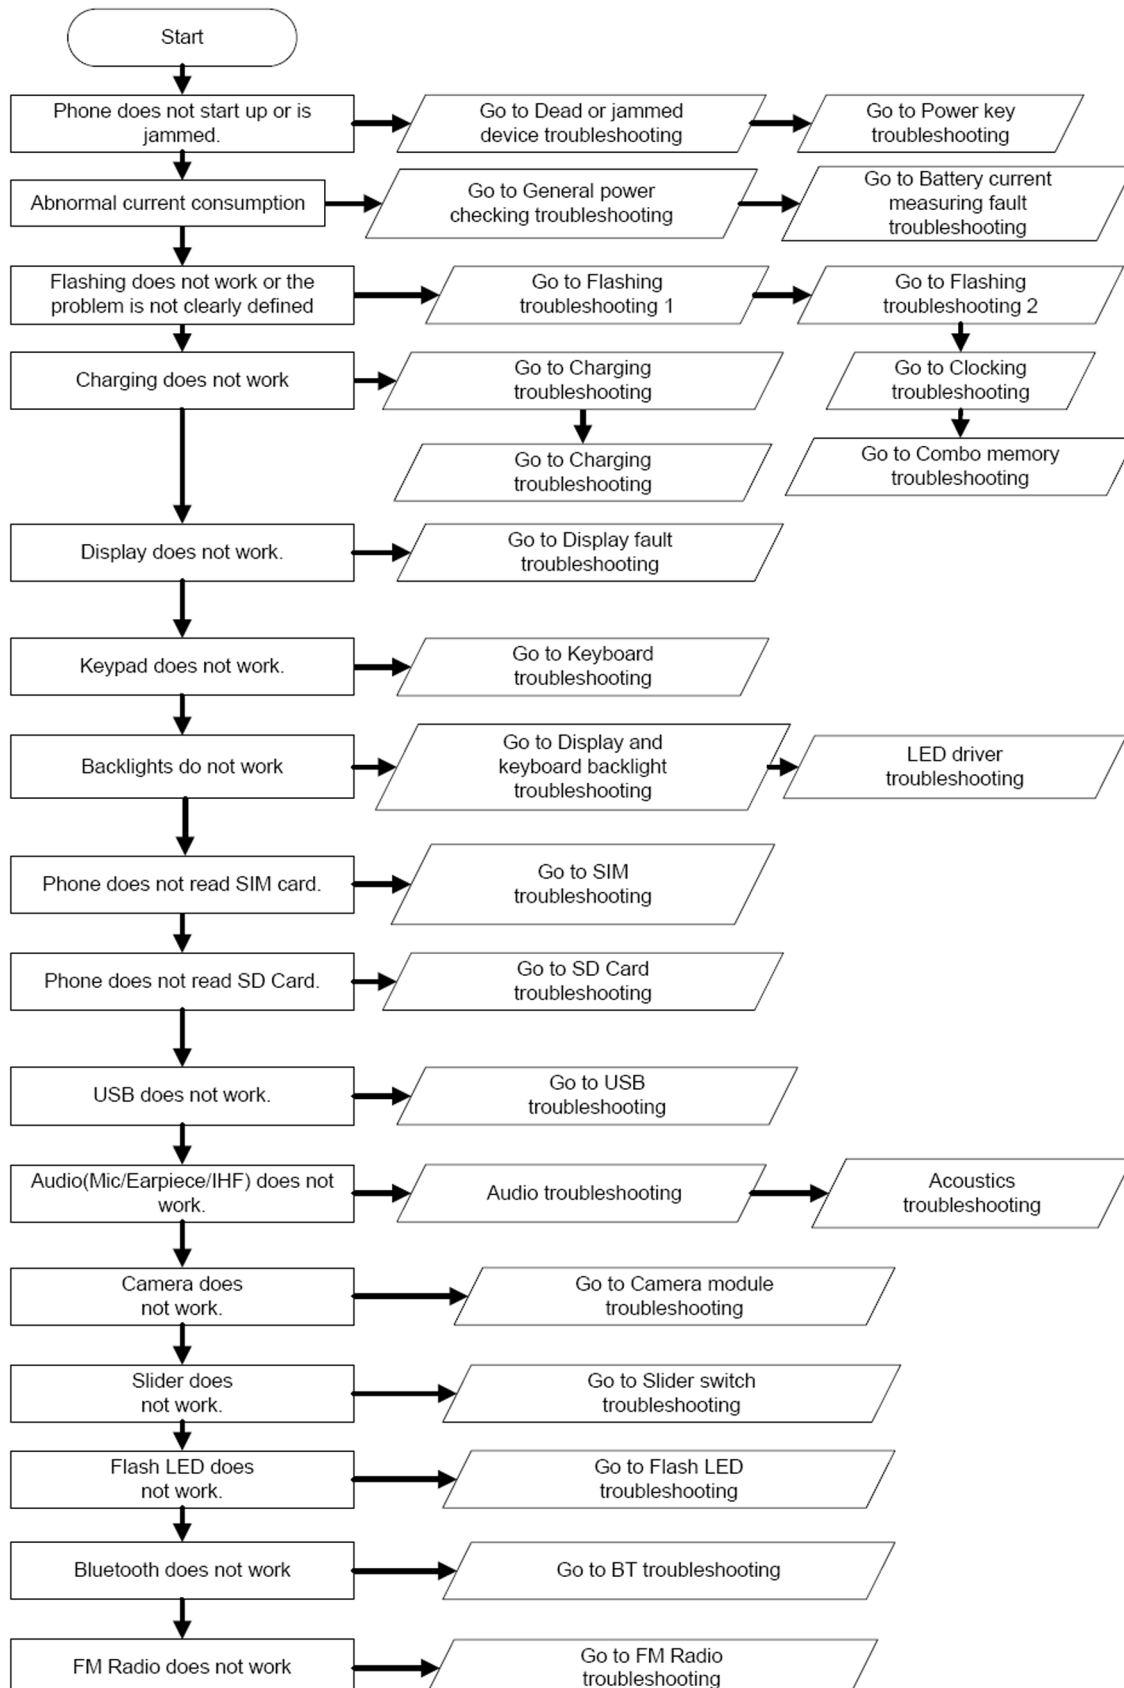 Start
Phone does not start up or is
jammed.
Go to Dead or jammed
device troubleshooting
Go to Power key
troubleshooting
Abnormal current consumption
Go to General power
checking troubleshooting
Go to Battery current
measuring fault
troubleshooting
Flashing does not work or the
problem is not clearly defined
Go to Flashing
troubleshooting 1
Go to Flashing
troubleshooting 2
Charging does not work
Go to Charging
troubleshooting
Go to Clocking
troubleshooting
Go to Charging
troubleshooting
Go to Combo memory
troubleshooting
Display does not work.
Go to Display fault
troubleshooting
Keypad does not work.
Go to Keyboard
troubleshooting
Backlights do not work
Go to Display and
keyboard backlight
troubleshooting
LED driver
troubleshooting
Phone does not read SIM card.
Go to SIM
troubleshooting
Phone does not read SD Card.
Go to SD Card
troubleshooting
USB does not work.
Go to USB
troubleshooting
Audio(Mic/Earpiece/IHF) does not
work.
Audio troubleshooting
Acoustics
troubleshooting
Camera does
not work.
Go to Camera module
troubleshooting
Slider does
not work.
Go to Slider switch
troubleshooting
Flash LED does
not work.
Go to Flash LED
troubleshooting
Bluetooth does not work
Go to BT troubleshooting
FM Radio does not work
Go to FM Radio
troubleshooting